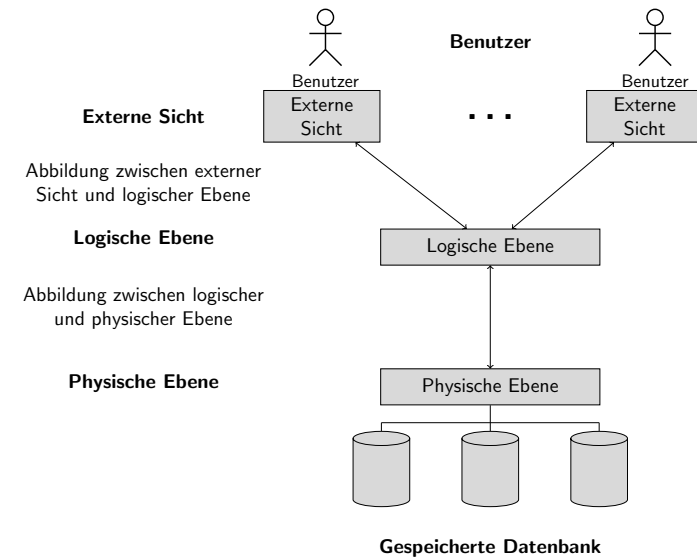 Benutzer
Benutzer
Benutzer
Externe Sicht
Externe
Sicht
...
Externe
Sicht
Abbildung zwischen externer
Sicht und logischer Ebene
Logische Ebene
Logische Ebene
Abbildung zwischen logischer
und physischer Ebene
Physische Ebene
Physische Ebene
Gespeicherte Datenbank